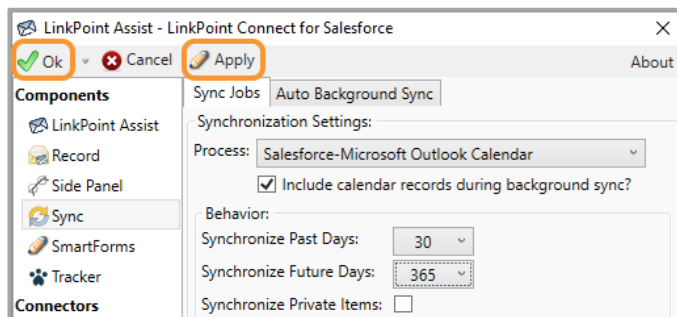 LinkPoint Assist - LinkPoint Connect for Salesforce
Ok Cancel Apply About
Components
LinkPoint Assist
Record
Side Panel
Sync
SmartForms
Tracker
Connectors
Sync Jobs Auto Background Sync
Synchronization Settings:
Process: Salesforce-Microsoft Outlook Calendar
Include calendar records during background sync?
Behavior:
Synchronize Past Days: 30
Synchronize Future Days: 365
Synchronize Private Items: